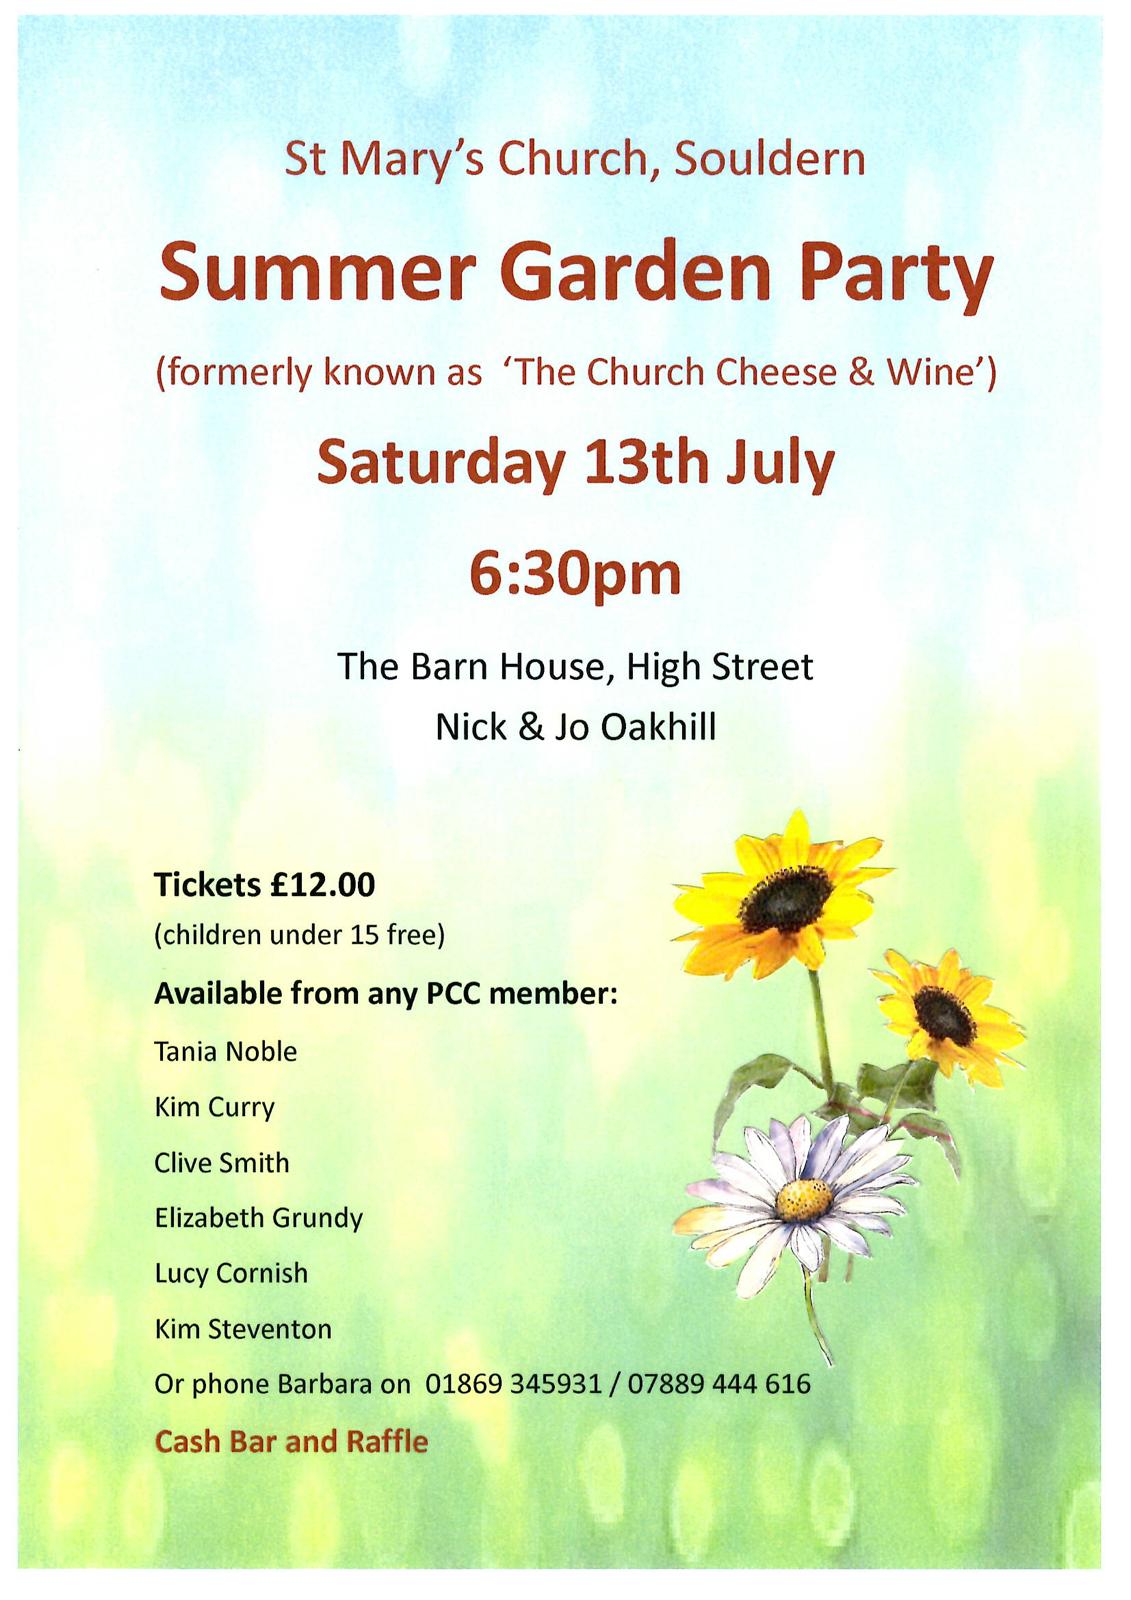 St Mary's Church, Souldern
Summer Garden Party
(formerly known as 'The Church Cheese & Wine')
Saturday 13th July
6:30pm
The Barn House, High Street
Nick & Jo Oakhill
Tickets £12.00
(children under 15 free)
Available from any PCC member:
Tania Noble
Kim Curry
Clive Smith
Elizabeth Grundy
Lucy Cornish
Kim Steventon
Or phone Barbara on 01869 345931 / 07889 444 616
Cash Bar and Raffle